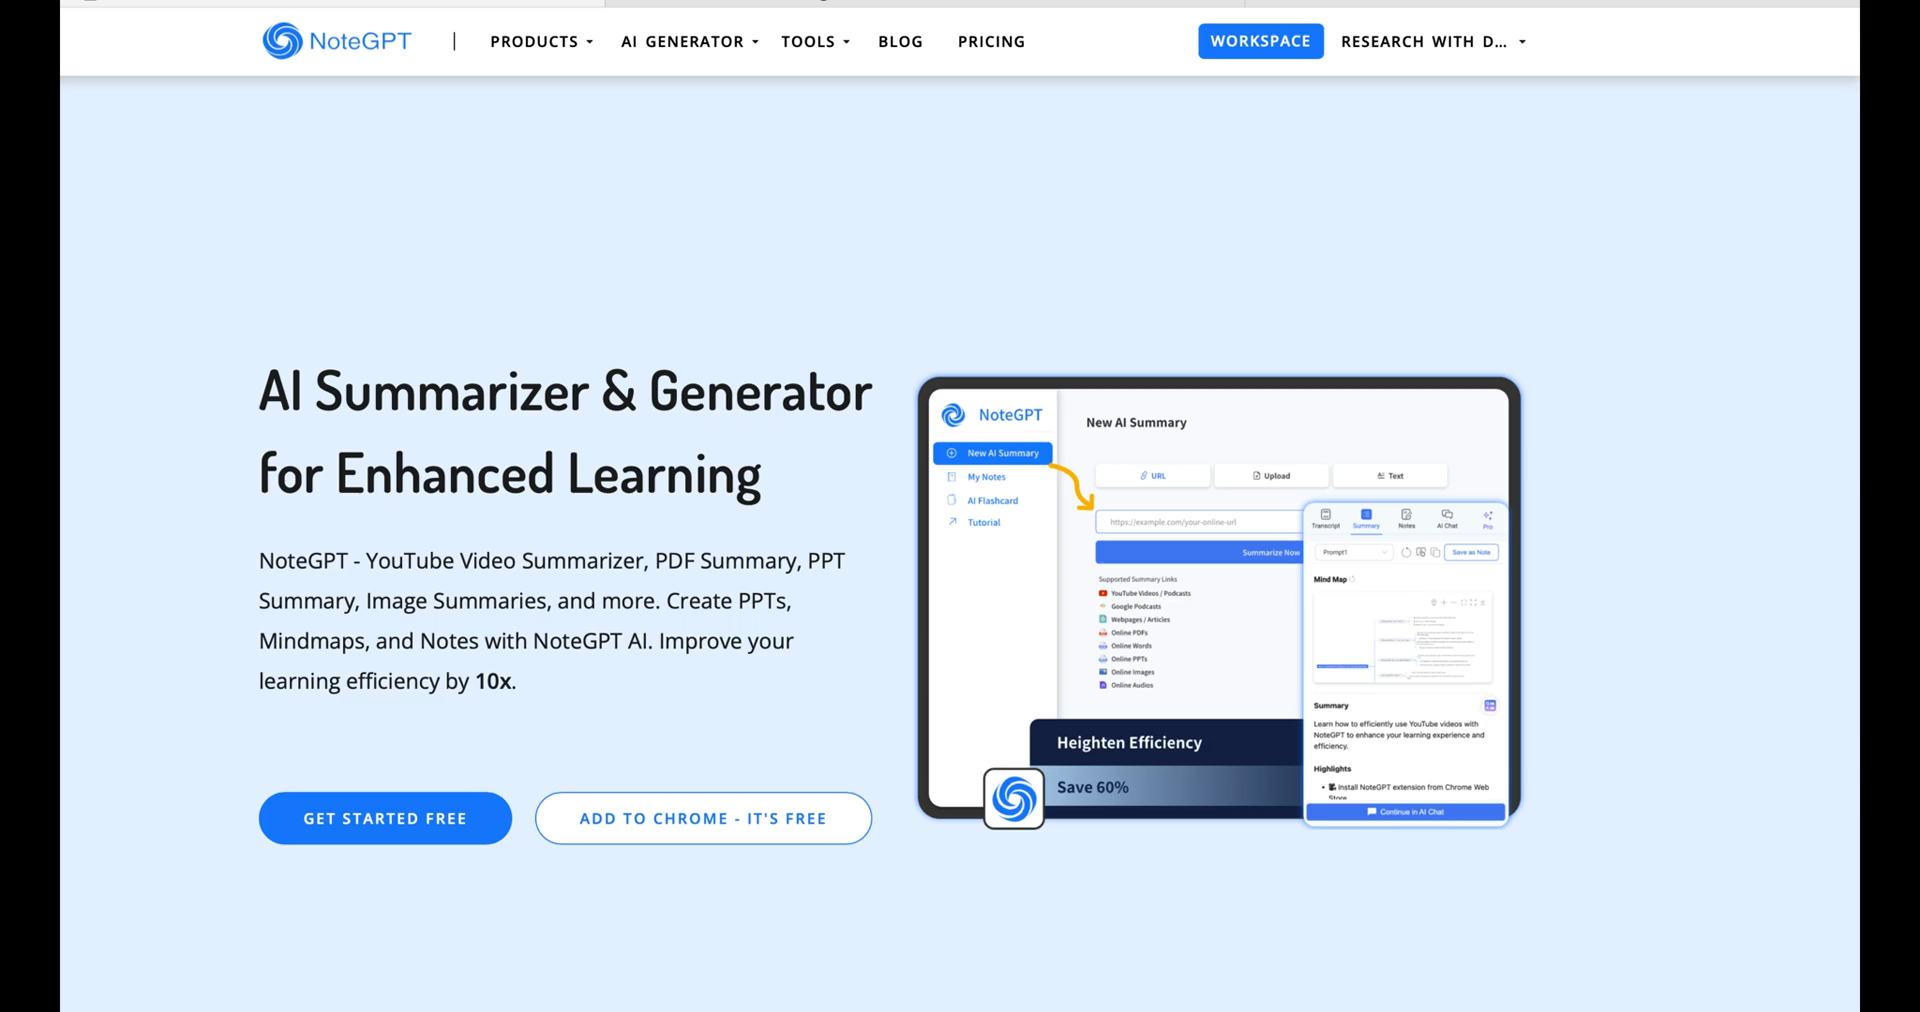 NoteGPT
PRODUCTS
AI GENERATOR
TOOLS
BLOG
PRICING
WORKSPACE
RESEARCH WITH D...
AI Summarizer & Generator
for Enhanced Learning
NoteGPT - YouTube Video Summarizer, PDF Summary, PPT
Summary, Image Summaries, and more. Create PPTs,
Mindmaps, and Notes with NoteGPT AI. Improve your
learning efficiency by 10x.
GET STARTED FREE
ADD TO CHROME - IT'S FREE
NoteGPT
New AI Summary
My Notes
AI Flashcard
Tutorial
New AI Summary
URL
Upload
Text
https://example.com/your-online-url
Summarize Now
Supported Summary Links
YouTube Videos / Podcasts
Google Podcasts
Webpages / Articles
Online PDFs
Online Words
Online PPTs
Online Images
Online Audios
Heighten Efficiency
Save 60%
Transcript
Summary
Notes
AI Chat
Pro
Prompt1
Save as Note
Mind Map
Summary
Learn how to efficiently use YouTube videos with
NoteGPT to enhance your learning experience and
efficiency.
Highlights
• Install NoteGPT extension from Chrome Web
Store
Continue in AI Chat